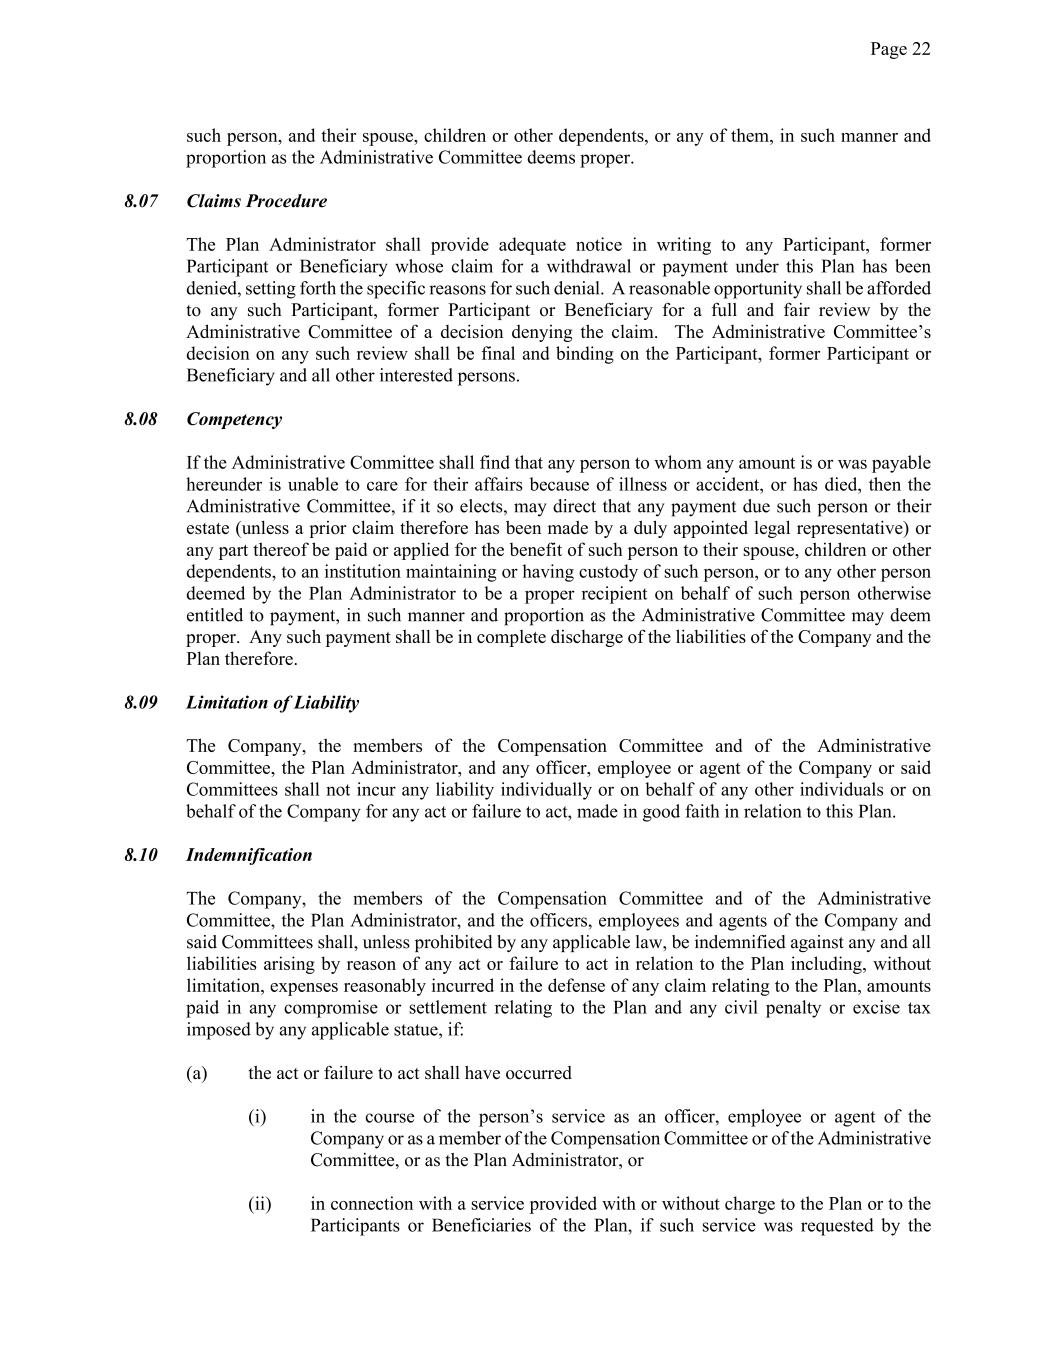 Page 22
such person, and their spouse, children or other dependents, or any of them, in such manner and
proportion as the Administrative Committee deems proper.
8.07 Claims Procedure
The Plan Administrator shall provide adequate notice in writing to any Participant, former
Participant or Beneficiary whose claim for a withdrawal or payment under this Plan has been
denied, setting forth the specific reasons for such denial. A reasonable opportunity shall be afforded
to any such Participant, former Participant or Beneficiary for a full and fair review by the
Administrative Committee of a decision denying the claim. The Administrative Committee’s
decision on any such review shall be final and binding on the Participant, former Participant or
Beneficiary and all other interested persons.
8.08 Competency
If the Administrative Committee shall find that any person to whom any amount is or was payable
hereunder is unable to care for their affairs because of illness or accident, or has died, then the
Administrative Committee, if it so elects, may direct that any payment due such person or their
estate (unless a prior claim therefore has been made by a duly appointed legal representative) or
any part thereof be paid or applied for the benefit of such person to their spouse, children or other
dependents, to an institution maintaining or having custody of such person, or to any other person
deemed by the Plan Administrator to be a proper recipient on behalf of such person otherwise
entitled to payment, in such manner and proportion as the Administrative Committee may deem
proper. Any such payment shall be in complete discharge of the liabilities of the Company and the
Plan therefore.
8.09 Limitation of Liability
The Company, the members of the Compensation Committee and of the Administrative
Committee, the Plan Administrator, and any officer, employee or agent of the Company or said
Committees shall not incur any liability individually or on behalf of any other individuals or on
behalf of the Company for any act or failure to act, made in good faith in relation to this Plan.
8.10 Indemnification
The Company, the members of the Compensation Committee and of the Administrative
Committee, the Plan Administrator, and the officers, employees and agents of the Company and
said Committees shall, unless prohibited by any applicable law, be indemnified against any and all
liabilities arising by reason of any act or failure to act in relation to the Plan including, without
limitation, expenses reasonably incurred in the defense of any claim relating to the Plan, amounts
paid in any compromise or settlement relating to the Plan and any civil penalty or excise tax
imposed by any applicable statue, if:
(a) the act or failure to act shall have occurred
(i) in the course of the person’s service as an officer, employee or agent of the
Company or as a member of the Compensation Committee or of the Administrative
Committee, or as the Plan Administrator, or
(ii) in connection with a service provided with or without charge to the Plan or to the
Participants or Beneficiaries of the Plan, if such service was requested by the